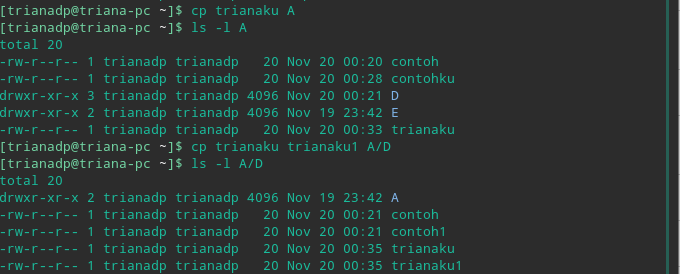 [trianadp@triana-pc ~]$ cp trianaku A
[trianadp@triana-pc ~]$ ls -l A
total 20
-rw-r--r-- 1 trianadp trianadp   20 Nov 20 00:20 contoh
-rw-r--r-- 1 trianadp trianadp   20 Nov 20 00:28 contohku
drwxr-xr-x 3 trianadp trianadp 4096 Nov 20 00:21 D
drwxr-xr-x 2 trianadp trianadp 4096 Nov 19 23:42 E
-rw-r--r-- 1 trianadp trianadp   20 Nov 20 00:33 trianaku
[trianadp@triana-pc ~]$ cp trianaku trianaku1 A/D
[trianadp@triana-pc ~]$ ls -l A/D
total 20
drwxr-xr-x 2 trianadp trianadp 4096 Nov 19 23:42 A
-rw-r--r-- 1 trianadp trianadp   20 Nov 20 00:21 contoh
-rw-r--r-- 1 trianadp trianadp   20 Nov 20 00:21 contoh1
-rw-r--r-- 1 trianadp trianadp   20 Nov 20 00:35 trianaku
-rw-r--r-- 1 trianadp trianadp   20 Nov 20 00:35 trianaku1